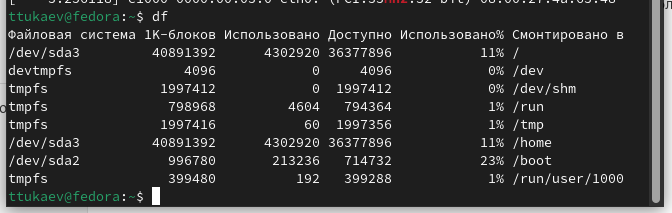 ttukaev@fedora:~$ df
Файловая система 1K-блоков Использовано Доступно Использовано% Смонтировано в
/dev/sda3 40891392 4302920 36377896 11% /
devtmpfs 4096 0 4096 0% /dev
tmpfs 1997412 0 1997412 0% /dev/shm
tmpfs 798968 4604 794364 1% /run
tmpfs 1997416 60 1997356 1% /tmp
/dev/sda3 40891392 4302920 36377896 11% /home
/dev/sda2 996780 213236 714732 23% /boot
tmpfs 399480 192 399288 1% /run/user/1000
ttukaev@fedora:~$